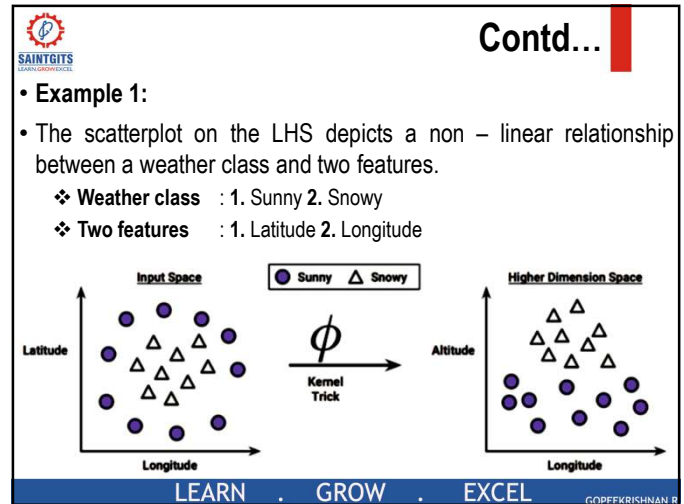 SAINTGITS
LEARN.GROW.EXCEL
Contd…
• Example 1:
• The scatterplot on the LHS depicts a non – linear relationship
between a weather class and two features.
❖ Weather class : 1. Sunny 2. Snowy
❖ Two features : 1. Latitude 2. Longitude
Input Space
Sunny Snowy
Higher Dimension Space
Latitude
ϕ
Kernel
Trick
Altitude
Longitude
Longitude
LEARN . GROW . EXCEL
GOPEEKRISHNAN.R